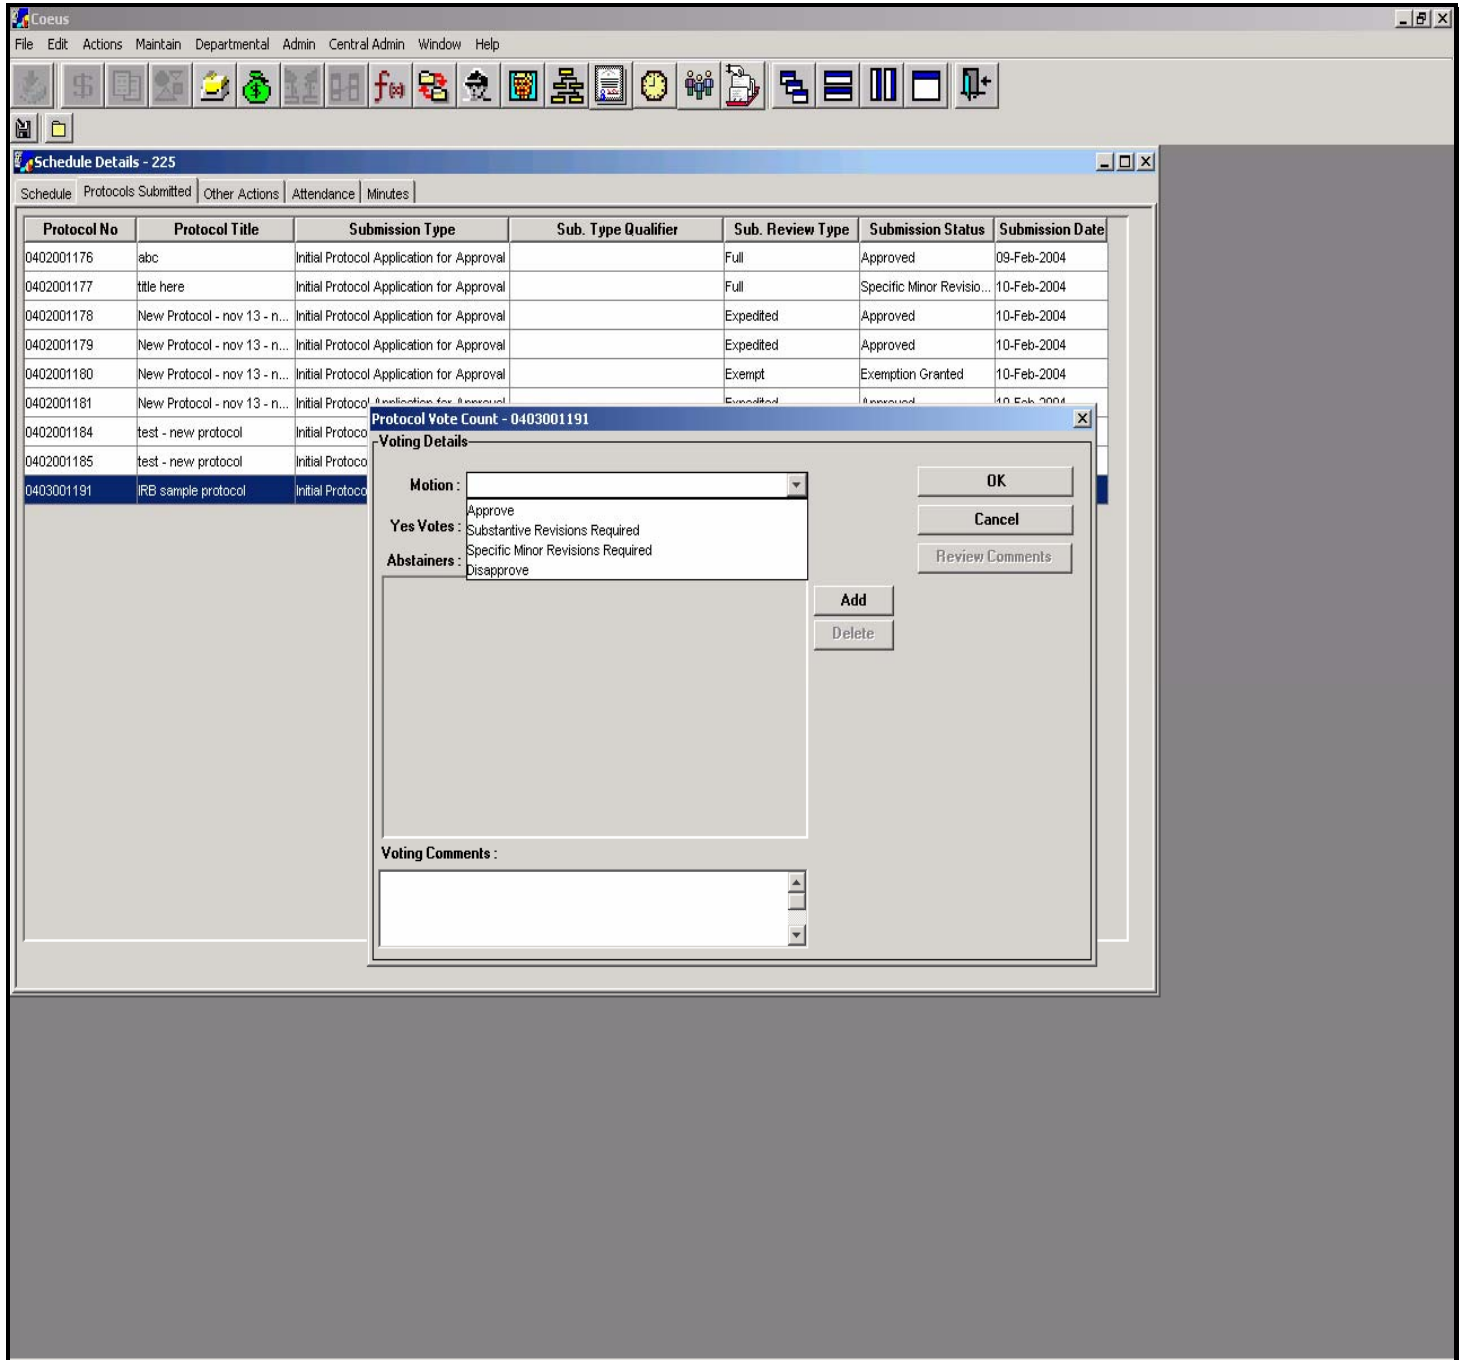 Coeus
File Edit Actions Maintain Departmental Admin Central Admin Window Help
Schedule Details - 225
Schedule Protocols Submitted Other Actions Attendance Minutes
Protocol No Protocol Title Submission Type Sub. Type Qualifier Sub. Review Type Submission Status Submission Date
0402001176 abc Initial Protocol Application for Approval Full Approved 09-Feb-2004
0402001177 title here Initial Protocol Application for Approval Full Specific Minor Revisio... 10-Feb-2004
0402001178 New Protocol - nov 13 - n... Initial Protocol Application for Approval Expedited Approved 10-Feb-2004
0402001179 New Protocol - nov 13 - n... Initial Protocol Application for Approval Expedited Approved 10-Feb-2004
0402001180 New Protocol - nov 13 - n... Initial Protocol Application for Approval Exempt Exemption Granted 10-Feb-2004
0402001181 New Protocol - nov 13 - n... Initial Protocol Application for Approval Expedited Approved 10-Feb-2004
0402001184 test - new protocol Initial Protoco
0402001185 test - new protocol Initial Protoco
0403001191 IRB sample protocol Initial Protoco
Protocol Vote Count - 0403001191
Voting Details
Motion :
OK
Approve
Yes Votes : Substantive Revisions Required
Cancel
Abstainers : Specific Minor Revisions Required
Review Comments
Disapprove
Add
Delete
Voting Comments :